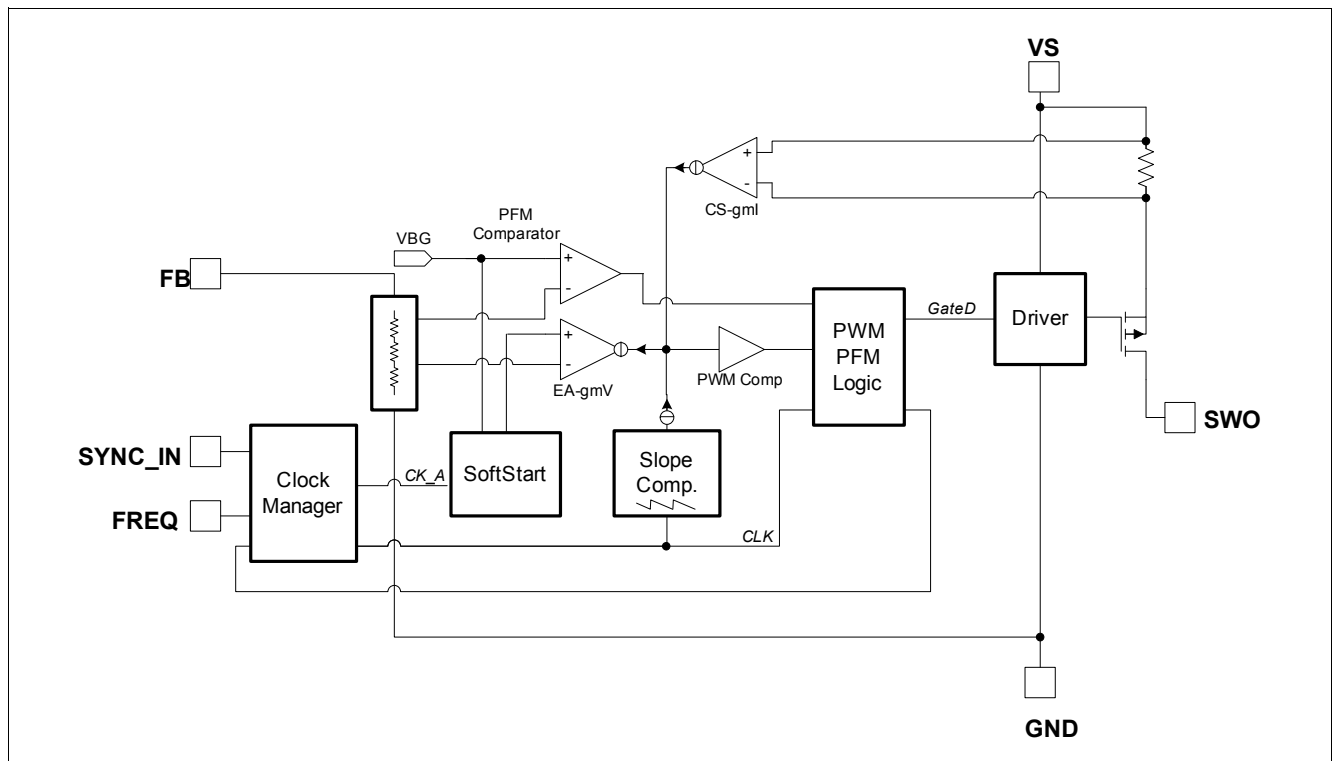 VS
+
-
CS-gmI
PFM
Comparator
VBG
+
-
FB
GateD
Driver
PWM
PFM
Logic
+
-
EA-gmV
PWM Comp
SWO
SYNC_IN
Clock
Manager
CK_A
SoftStart
Slope
Comp.
FREQ
CLK
GND